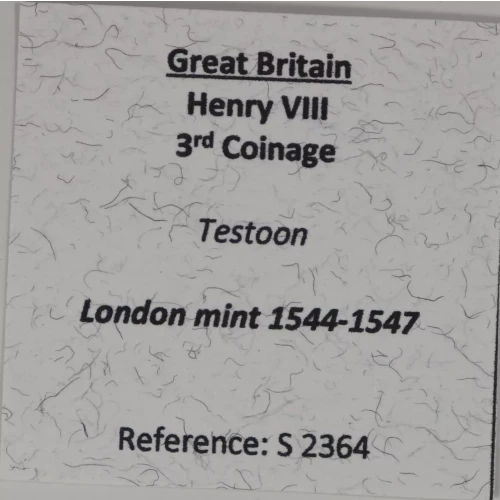 Great Britain
Henry VIII
3rd Coinage
Testoon
London mint 1544-1547
Reference: S 2364